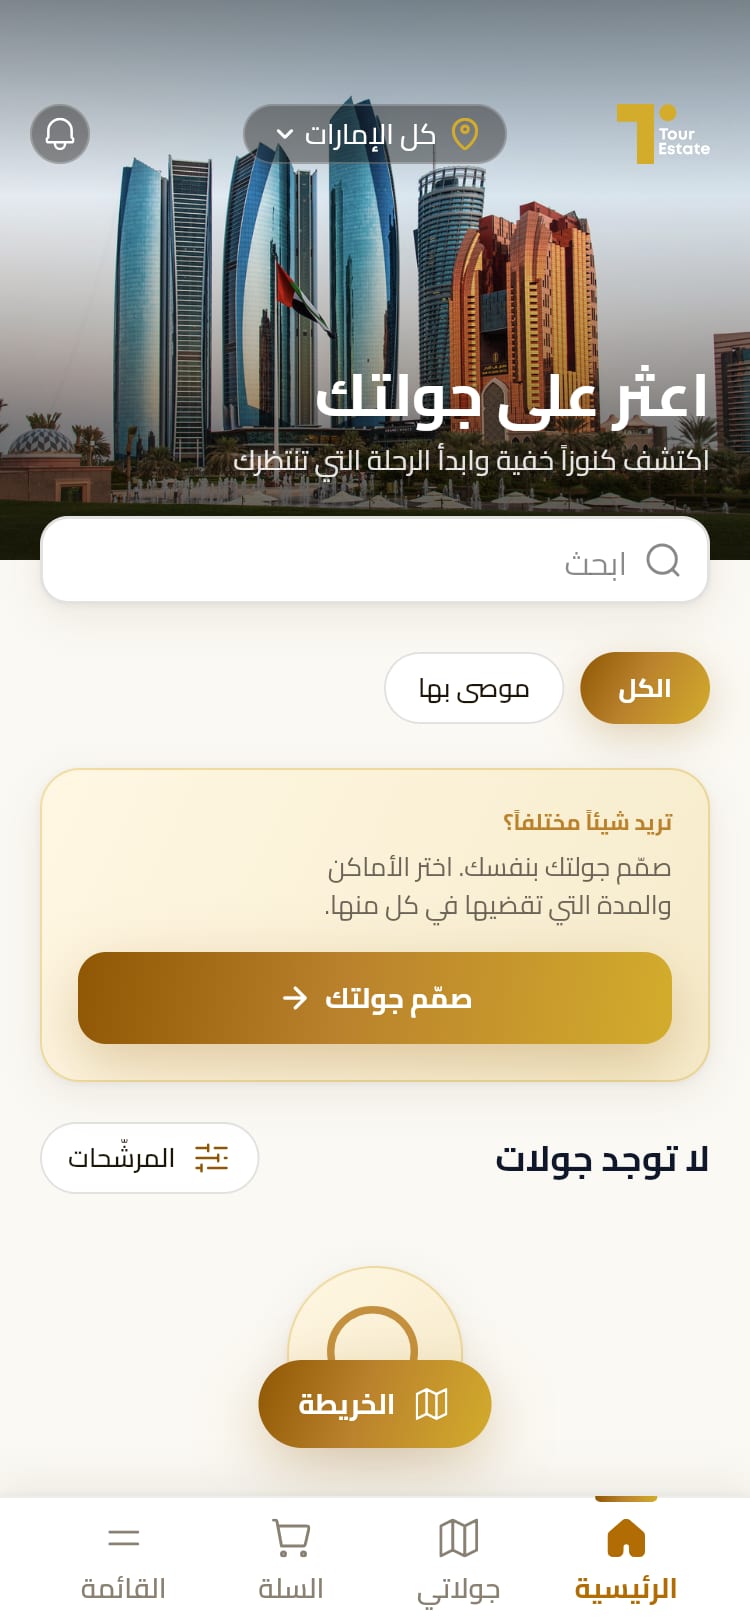 Tour
Estate
كل الإمارات
اعثر على جولتك
اكتشف كنوزاً خفية وابدأ الرحلة التي تنتظرك
ابحث
الكل
موصى بها
تريد شيئاً مختلفاً؟
صمّم جولتك بنفسك. اختر الأماكن
والمدة التي تقضيها في كل منها.
صمّم جولتك
لا توجد جولات
المرشّحات
الخريطة
الرئيسية
جولاتي
السلة
القائمة